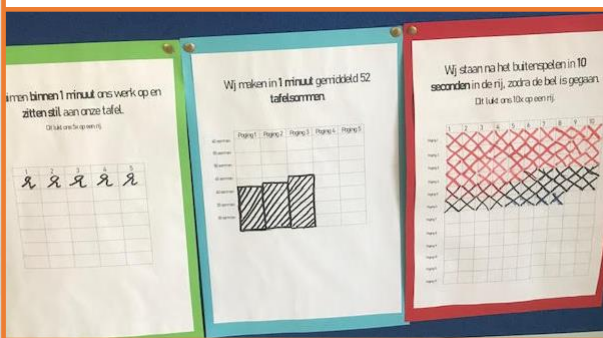 imen binnen 1 minuut ons werk op en
zitten stil aan onze tafel.
Dit lukt ons 5x op een rij.
1 2 3 4 5
Wij maken in 1 minuut gemiddeld 52
tafelsommen.
Poging 1 Poging 2 Poging 3 Poging 4 Poging 5
Wij staan na het buitenspelen in 10
seconden in de rij, zodra de bel is gegaan.
Dit lukt ons 10x op een rij.
1 2 3 4 5 6 7 8 9 10